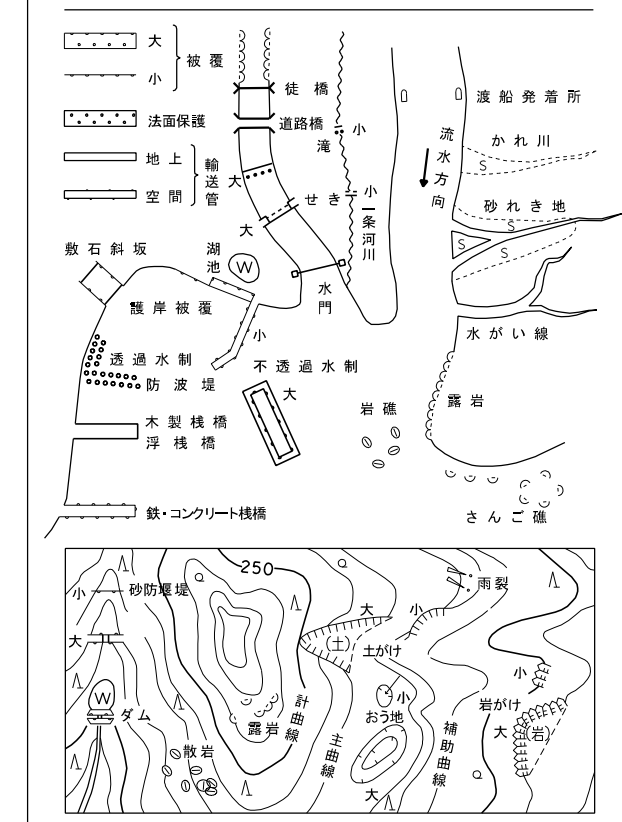 大
小
被覆
法面保護
地上
空間
輸送管
徒橋
道路橋
小
滝
大
せき
小
大
一条河川
渡船発着所
流水方向
かれ川
S
砂れき地
S
S
S
敷石斜坂
湖池
W
水門
護岸被覆
小
水がい線
透過水制
防波堤
不透過水制
大
岩礁
露岩
木製桟橋
浮桟橋
鉄・コンクリート桟橋
さんご礁
250
小
砂防堰堤
大
W
ダム
散岩
露岩
計曲線
主曲線
大
小
(土)
土がけ
雨裂
小
おう地
大
補助曲線
小
岩がけ
大
(岩)